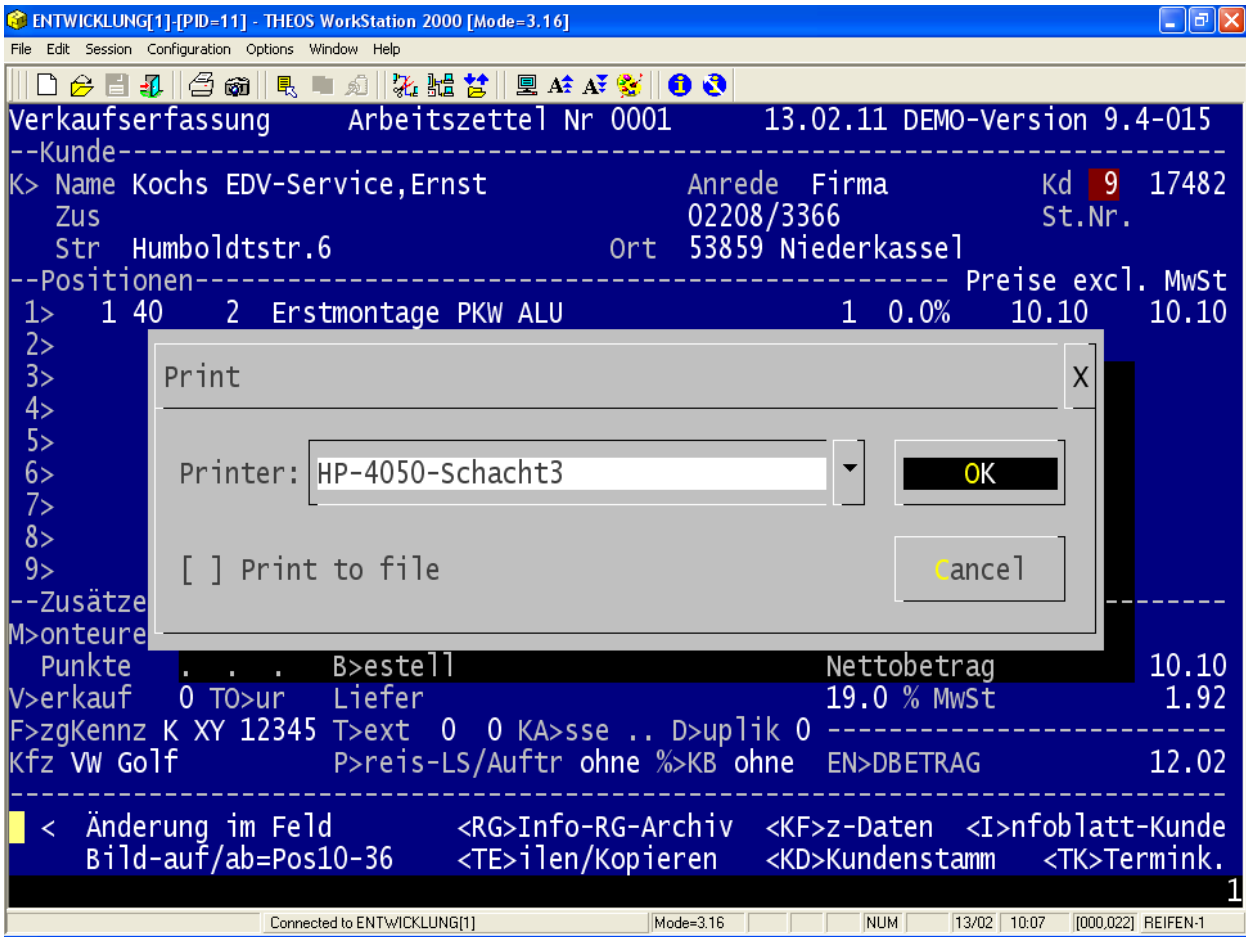 ENTWICKLUNG[1]-[PID=11] - THEOS WorkStation 2000 [Mode=3.16]
File Edit Session Configuration Options Window Help
Verkaufserfassung Arbeitszettel Nr 0001 13.02.11 DEMO-Version 9.4-015
--Kunde------------------------------------------------------------------------
K> Name Kochs EDV-Service,Ernst Anrede Firma Kd 9 17482
Zus 02208/3366 St.Nr.
Str Humboldtstr.6 Ort 53859 Niederkassel
--Positionen------------------------------------------------- Preise excl. MwSt
1> 1 40 2 Erstmontage PKW ALU 1 0.0% 10.10 10.10
2>
3>
4>
5>
6>
7>
8>
9>
Print X
Printer: HP-4050-Schacht3 OK
[ ] Print to file Cancel
--Zusätze --------
M>onteure
Punkte . . . B>estell Nettobetrag 10.10
V>erkauf 0 TO>ur Liefer 19.0 % MwSt 1.92
F>zgKennz K XY 12345 T>ext 0 0 KA>sse .. D>uplik 0 --------------------------
Kfz VW Golf P>reis-LS/Auftr ohne %>KB ohne EN>DBETRAG 12.02
-------------------------------------------------------------------------------
< Änderung im Feld <RG>Info-RG-Archiv <KF>z-Daten <I>nfoblatt-Kunde
Bild-auf/ab=Pos10-36 <TE>ilen/Kopieren <KD>Kundenstamm <TK>Termink.
1
Connected to ENTWICKLUNG[1] Mode=3.16 NUM 13/02 10:07 [000,022] REIFEN-1